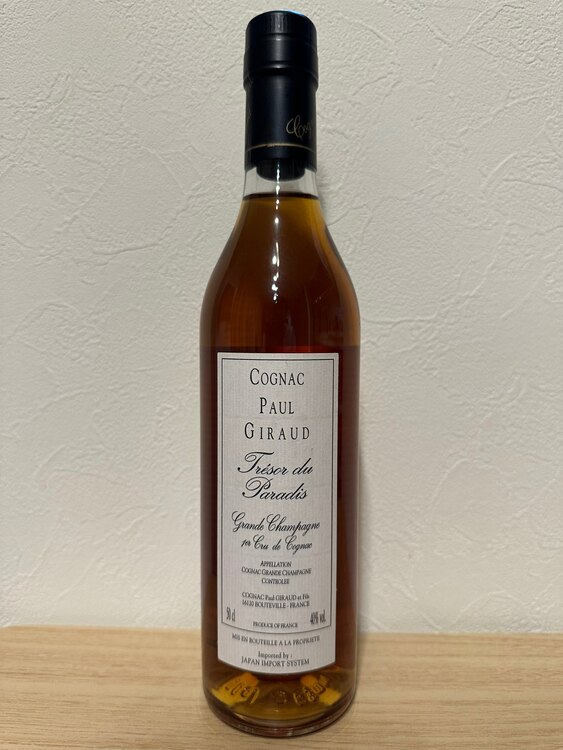 COGNAC
PAUL
GIRAUD
Trésor du
Paradis
Grande Champagne
1er Cru de Cognac
APPELLATION
COGNAC GRANDE CHAMPAGNE
CONTROLEE
COGNAC Paul GIRAUD et Fils
16120 BOUTEVILLE - FRANCE
50 cl 40% vol.
PRODUCE OF FRANCE
MIS EN BOUTEILLE A LA PROPRIETE
Imported by :
JAPAN IMPORT SYSTEM